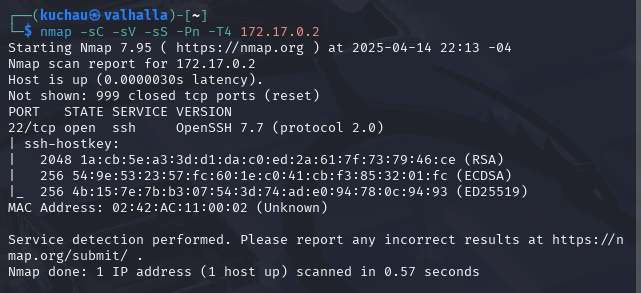 ┌──(kuchau㉿valhalla)-[~]
└─$ nmap -sC -sV -sS -Pn -T4 172.17.0.2
Starting Nmap 7.95 ( https://nmap.org ) at 2025-04-14 22:13 -04
Nmap scan report for 172.17.0.2
Host is up (0.0000030s latency).
Not shown: 999 closed tcp ports (reset)
PORT   STATE SERVICE VERSION
22/tcp open  ssh     OpenSSH 7.7 (protocol 2.0)
| ssh-hostkey:
|   2048 1a:cb:5e:a3:3d:d1:da:c0:ed:2a:61:7f:73:79:46:ce (RSA)
|   256 54:9e:53:23:57:fc:60:1e:c0:41:cb:f3:85:32:01:fc (ECDSA)
|_  256 4b:15:7e:7b:b3:07:54:3d:74:ad:e0:94:78:0c:94:93 (ED25519)
MAC Address: 02:42:AC:11:00:02 (Unknown)

Service detection performed. Please report any incorrect results at https://n
map.org/submit/ .
Nmap done: 1 IP address (1 host up) scanned in 0.57 seconds